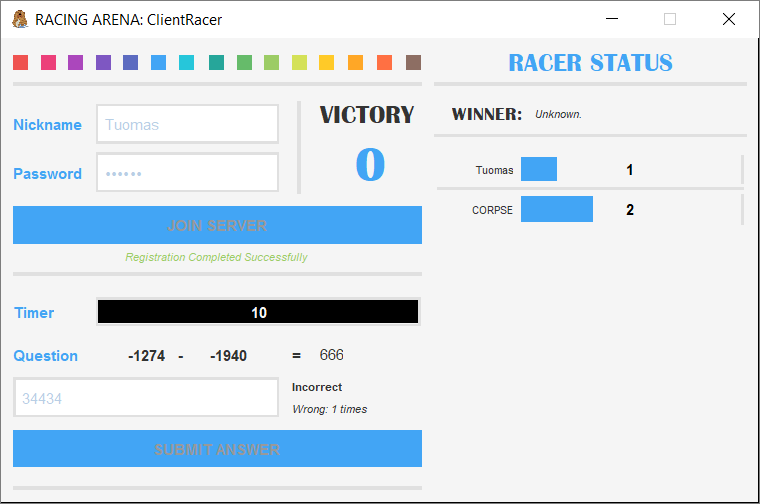 RACING ARENA: ClientRacer
Nickname
Tuomas
Password
VICTORY
0
JOIN SERVER
Registration Completed Successfully
Timer
10
Question
-1274 - -1940 = 666
34434
Incorrect
Wrong: 1 times
SUBMIT ANSWER
RACER STATUS
WINNER: Unknown.
Tuomas 1
CORPSE 2